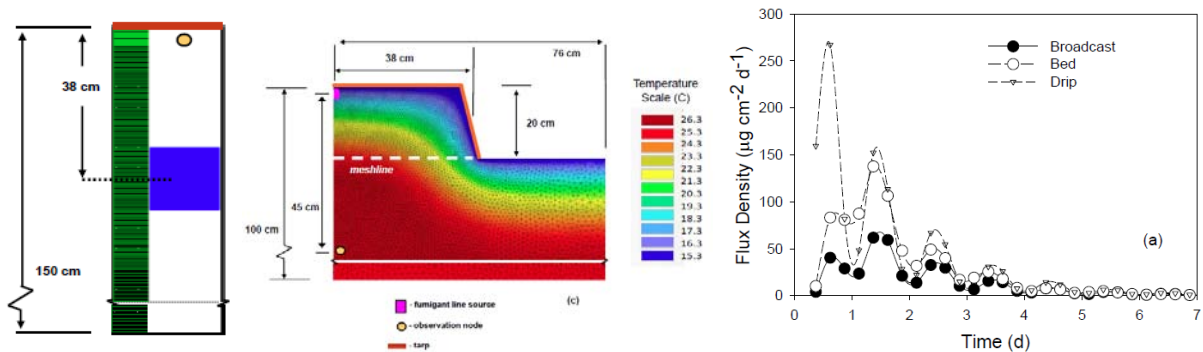 38 cm
150 cm
76 cm
38 cm
20 cm
meshline
45 cm
100 cm
(c)
- fumigant line sourse
- observation node
- tarp
Temperature
Scale (C)
26.3
25.3
24.3
23.3
22.3
21.3
20.3
19.3
18.3
17.3
16.3
15.3
Flux Density (µg cm-2 d-1)
300
250
200
150
100
50
0
Broadcast
Bed
Drip
(a)
0 1 2 3 4 5 6 7
Time (d)